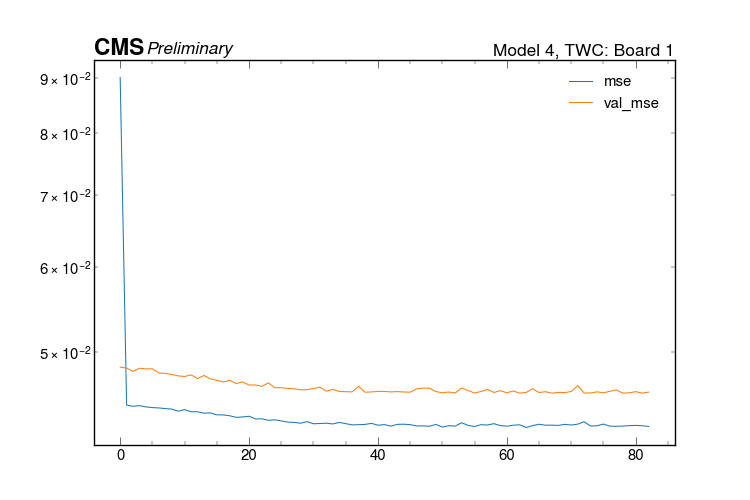 CMS Preliminary Model 4, TWC: Board 1
mse
val_mse
9 × 10⁻²
8 × 10⁻²
7 × 10⁻²
6 × 10⁻²
5 × 10⁻²
0 20 40 60 80